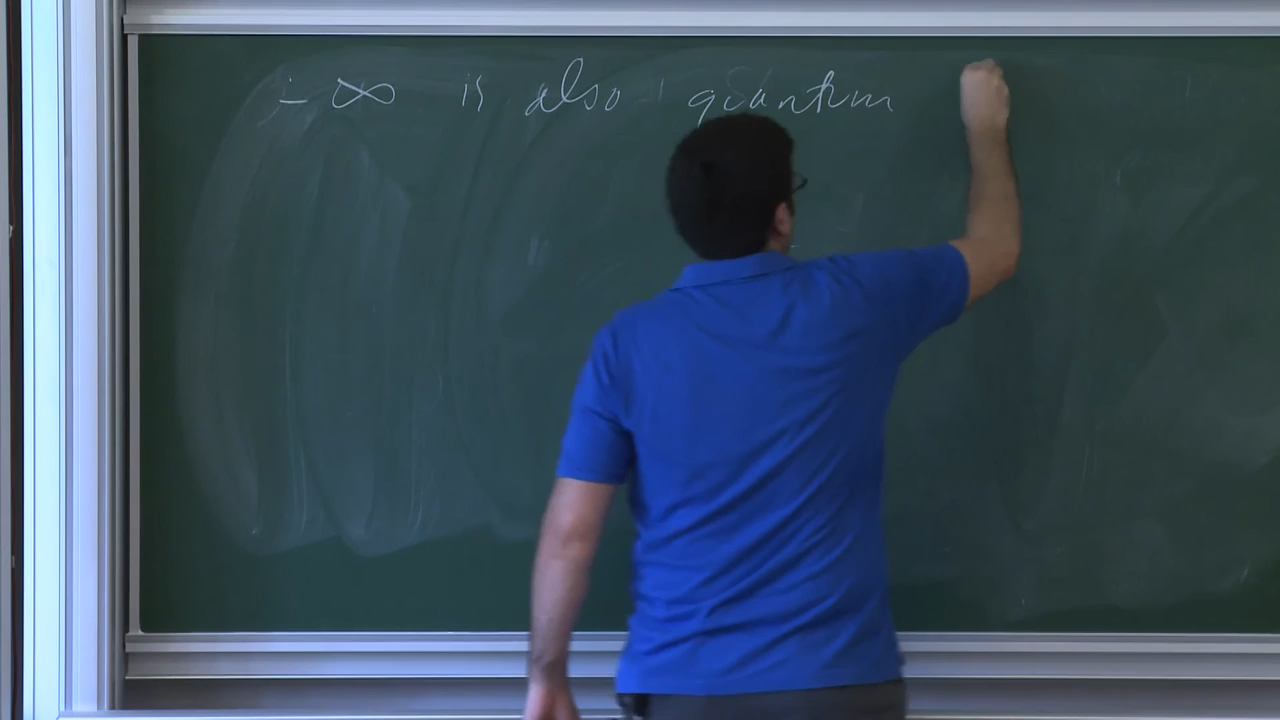 - ∞ is also quantum